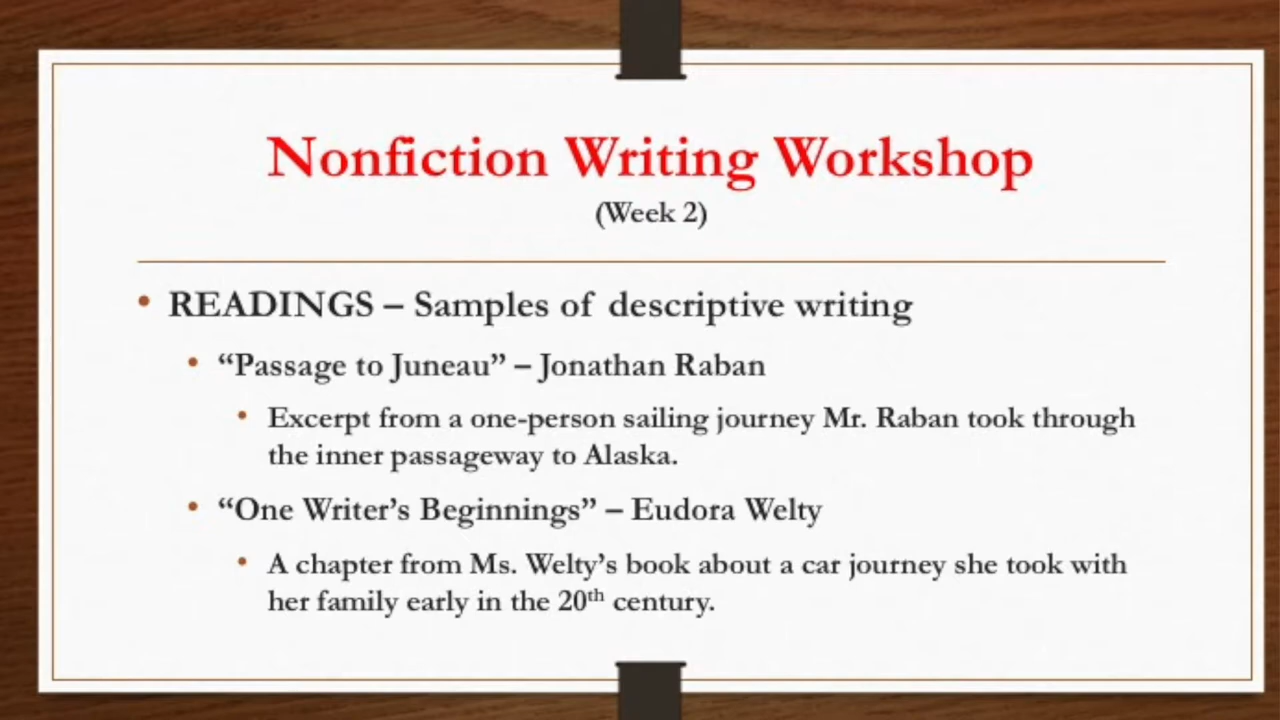 Nonfiction Writing Workshop
(Week 2)
• READINGS – Samples of descriptive writing
• “Passage to Juneau” – Jonathan Raban
• Excerpt from a one-person sailing journey Mr. Raban took through
the inner passageway to Alaska.
• “One Writer’s Beginnings” – Eudora Welty
• A chapter from Ms. Welty’s book about a car journey she took with
her family early in the 20th century.